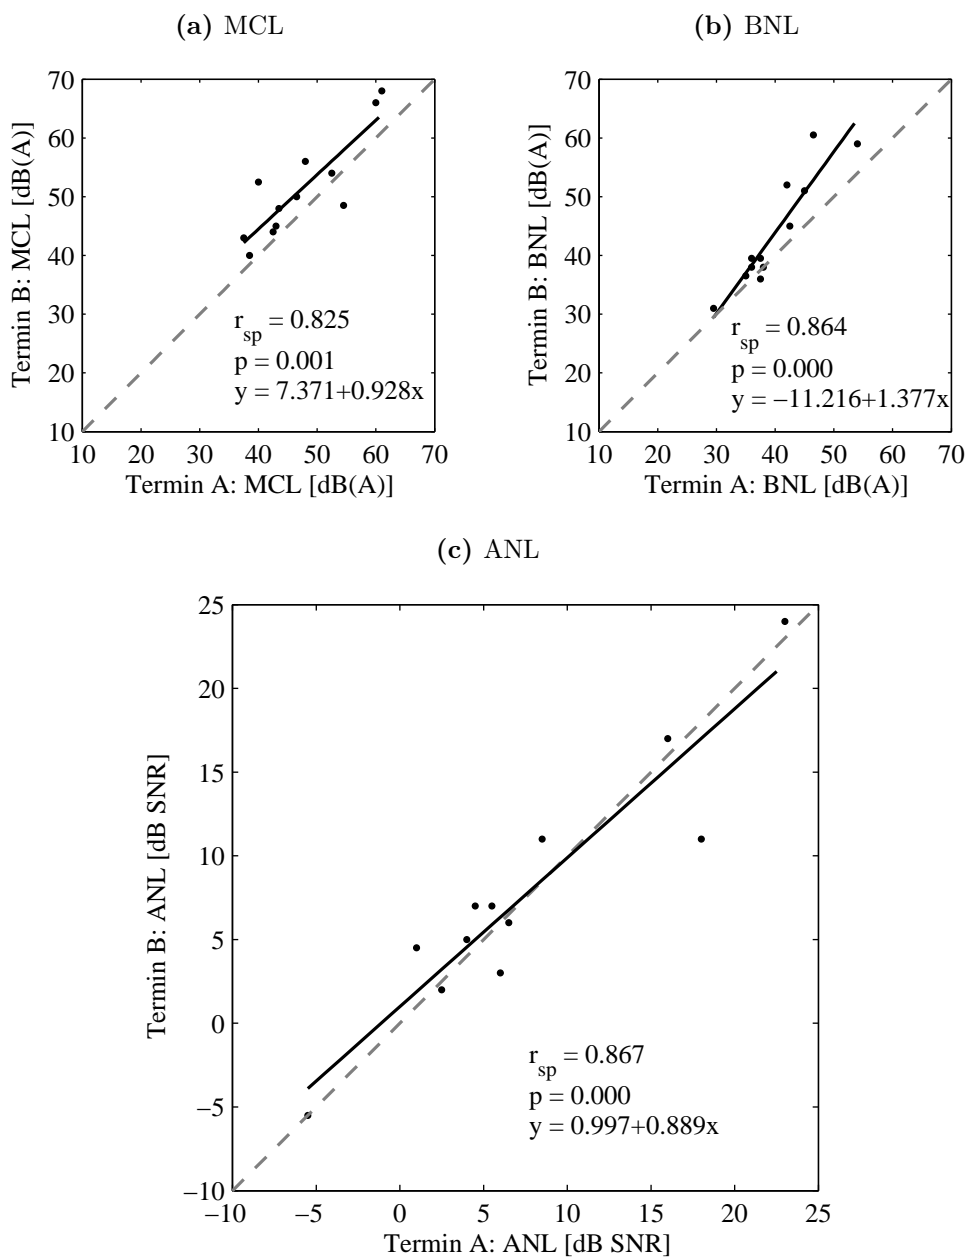 (a) MCL
70
60
50
40
30
20
10
10 20 30 40 50 60 70
Termin B: MCL [dB(A)]
Termin A: MCL [dB(A)]
r_sp = 0.825
p = 0.001
y = 7.371+0.928x
(b) BNL
70
60
50
40
30
20
10
10 20 30 40 50 60 70
Termin B: BNL [dB(A)]
Termin A: BNL [dB(A)]
r_sp = 0.864
p = 0.000
y = −11.216+1.377x
(c) ANL
25
20
15
10
5
0
−5
−10
−10 −5 0 5 10 15 20 25
Termin B: ANL [dB SNR]
Termin A: ANL [dB SNR]
r_sp = 0.867
p = 0.000
y = 0.997+0.889x